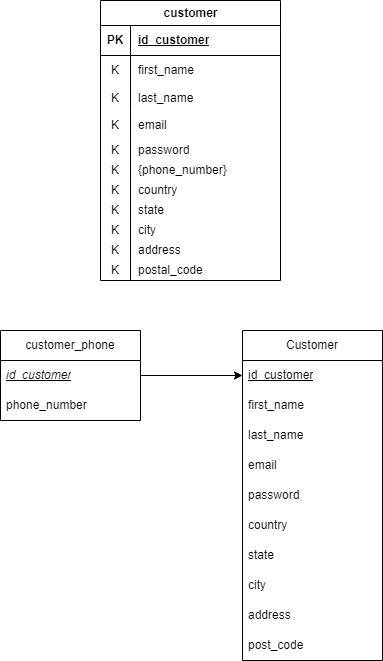 customer
PK id_customer
K first_name
K last_name
K email
K password
K {phone_number}
K country
K state
K city
K address
K postal_code
customer_phone
id_customer
phone_number
Customer
id_customer
first_name
last_name
email
password
country
state
city
address
post_code